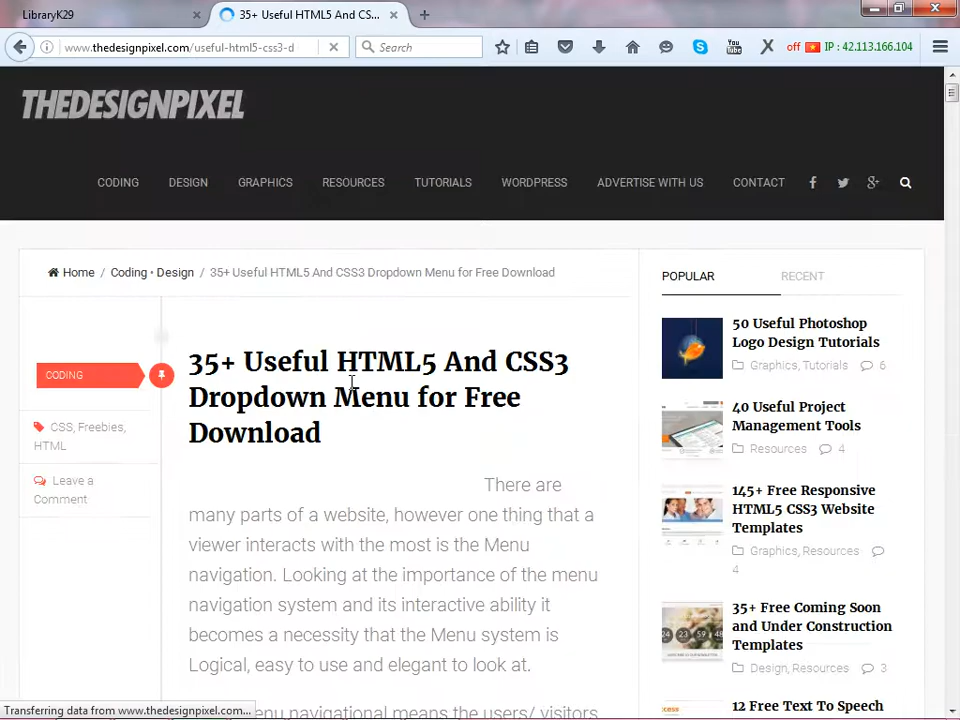 LibraryK29
35+ Useful HTML5 And CS...
www.thedesignpixel.com/useful-html5-css3-d
Search
off
IP : 42.113.166.104
THEDESIGNPIXEL
CODING
DESIGN
GRAPHICS
RESOURCES
TUTORIALS
WORDPRESS
ADVERTISE WITH US
CONTACT
Home / Coding • Design / 35+ Useful HTML5 And CSS3 Dropdown Menu for Free Download
CODING
CSS, Freebies,
HTML
Leave a
Comment
35+ Useful HTML5 And CSS3
Dropdown Menu for Free
Download
There are
many parts of a website, however one thing that a
viewer interacts with the most is the Menu
navigation. Looking at the importance of the menu
navigation system and its interactive ability it
becomes a necessity that the Menu system is
Logical, easy to use and elegant to look at.
enu navigational means the users/ visitors
POPULAR
RECENT
50 Useful Photoshop
Logo Design Tutorials
Graphics, Tutorials 6
40 Useful Project
Management Tools
Resources 4
145+ Free Responsive
HTML5 CSS3 Website
Templates
Graphics, Resources
4
35+ Free Coming Soon
and Under Construction
Templates
Design, Resources 3
12 Free Text To Speech
Transferring data from www.thedesignpixel.com...